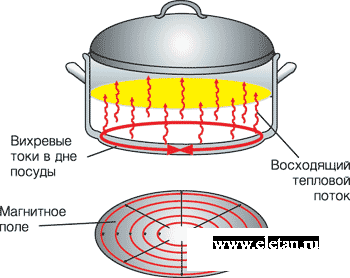 Вихревые
токи в дне
посуды
Восходящий
тепловой
поток
Магнитное
поле
www.eletan.ru